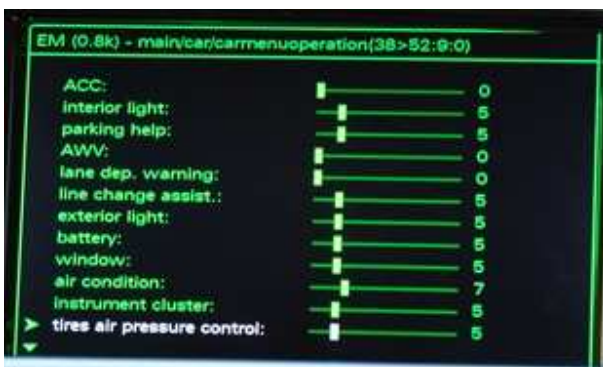 EM (0.8k) - main/car/carmenuoperation(38>52:9:0)
ACC: 0
interior light: 5
parking help: 5
AWV: 0
lane dep. warning: 0
line change assist.: 5
exterior light: 5
battery: 5
window: 5
air condition: 7
instrument cluster: 5
tires air pressure control: 5